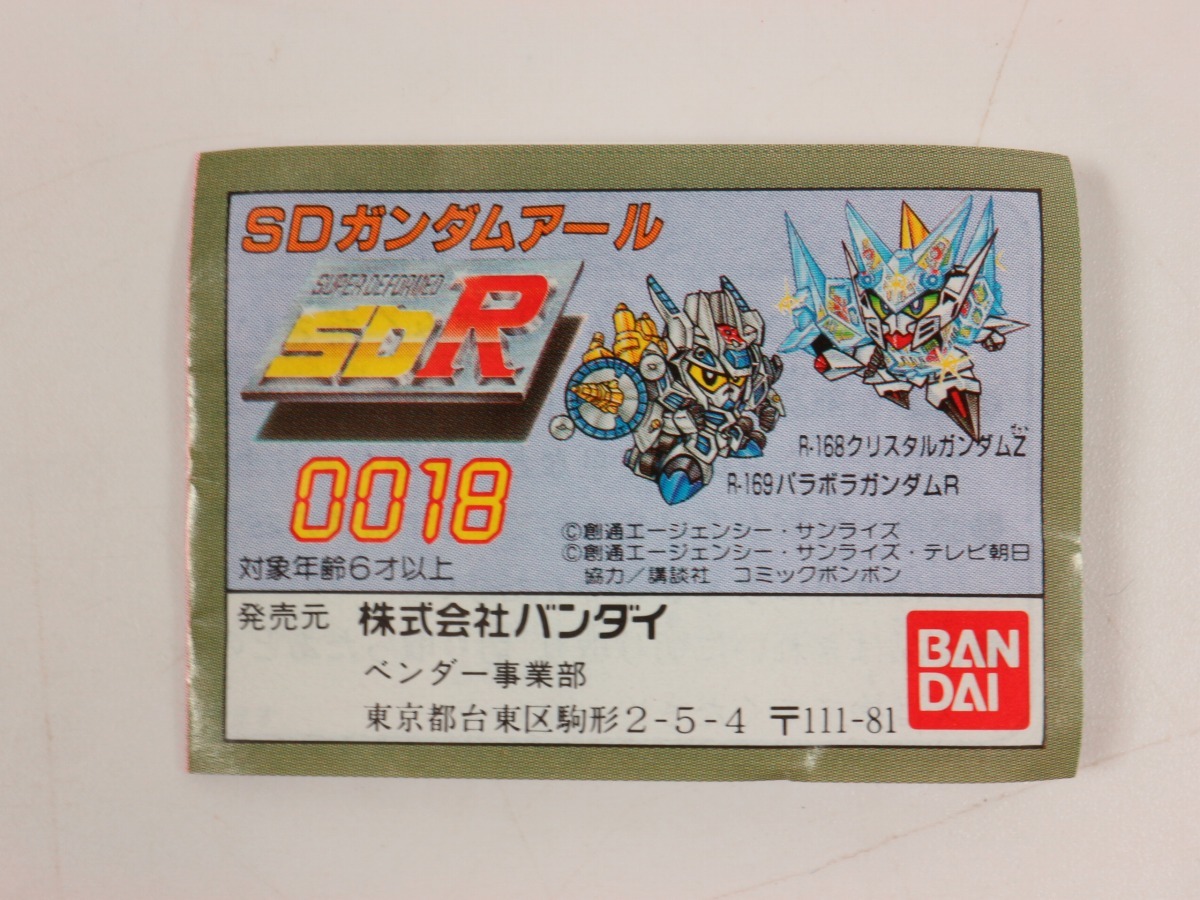 SDガンダムアール
SUPER DEFORMED
SDR
0018
対象年齢6才以上
ゼット
R-168クリスタルガンダムZ
R-169パラボラガンダムR
©創通エージェンシー・サンライズ
©創通エージェンシー・サンライズ・テレビ朝日
協力/講談社 コミックボンボン
発売元 株式会社バンダイ
ベンダー事業部
東京都台東区駒形2-5-4 〒111-81
BAN
DAI